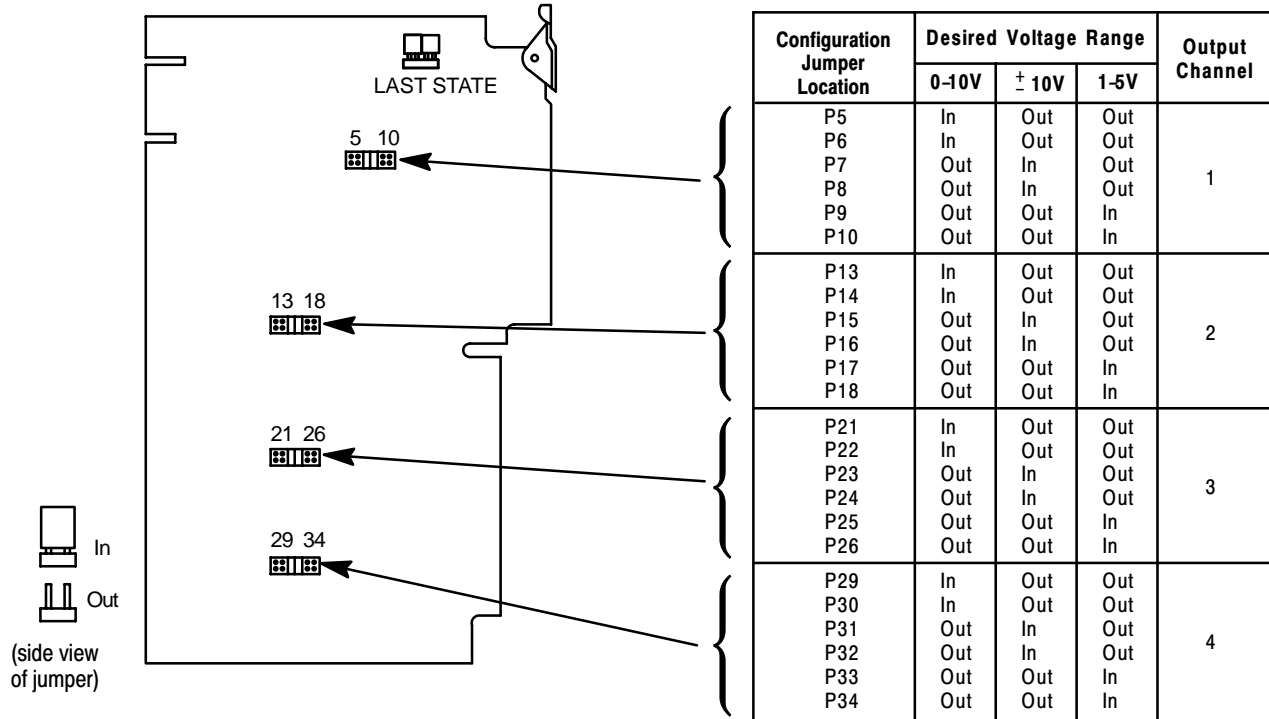 LAST STATE
5 10
13 18
21 26
29 34
In
Out
(side view
of jumper)
Configuration
Jumper
Location
Desired Voltage Range
Output
Channel
0-10V ± 10V 1-5V
P5 In Out Out
P6 In Out Out
P7 Out In Out
P8 Out In Out
P9 Out Out In
P10 Out Out In
1
P13 In Out Out
P14 In Out Out
P15 Out In Out
P16 Out In Out
P17 Out Out In
P18 Out Out In
2
P21 In Out Out
P22 In Out Out
P23 Out In Out
P24 Out In Out
P25 Out Out In
P26 Out Out In
3
P29 In Out Out
P30 In Out Out
P31 Out In Out
P32 Out In Out
P33 Out Out In
P34 Out Out In
4